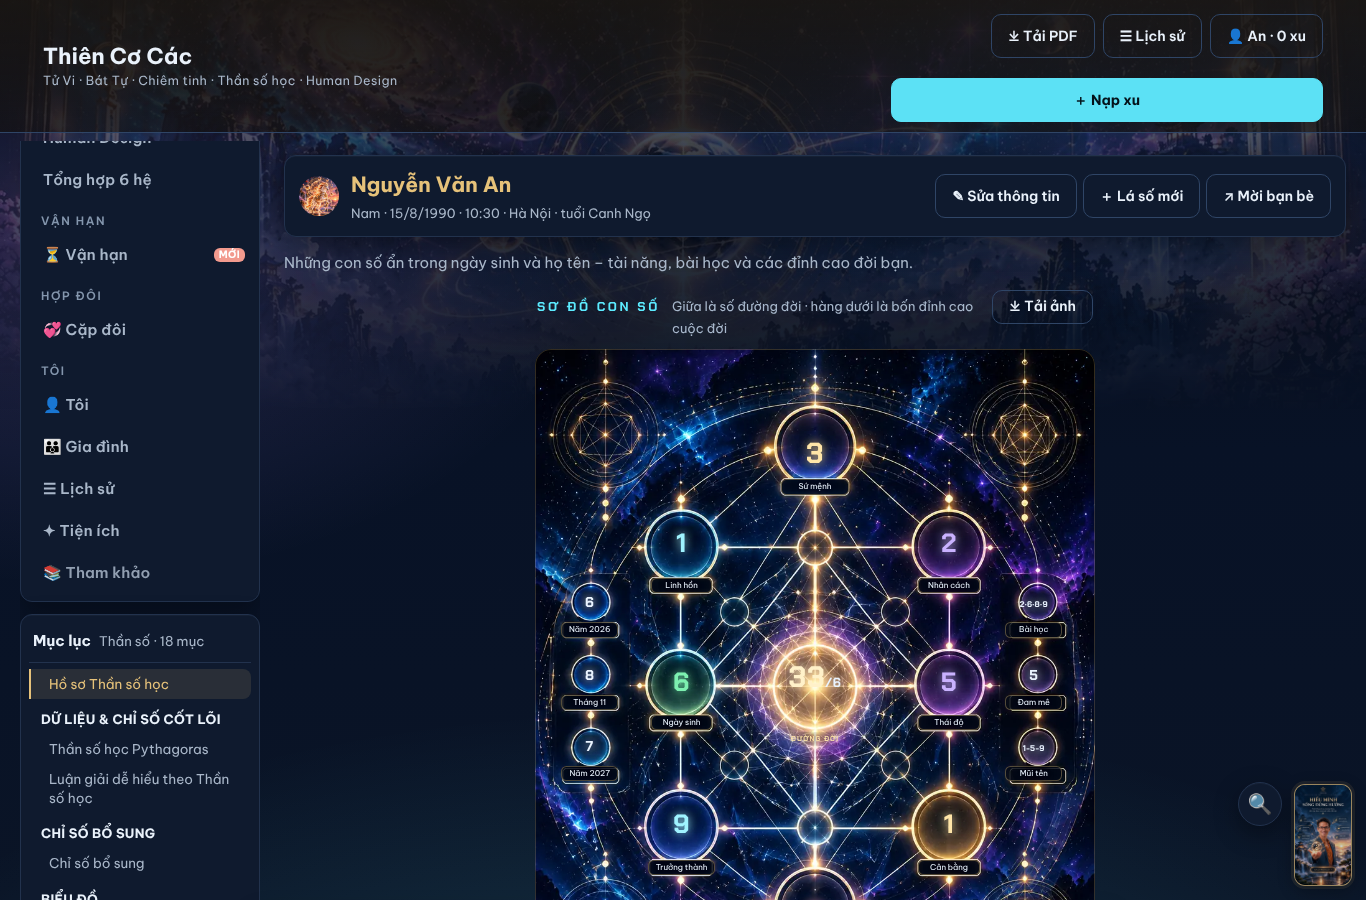 Thiên Cơ Các
Tử Vi · Bát Tự · Chiêm tinh · Thần số học · Human Design
Tải PDF
Lịch sử
An · 0 xu
+ Nạp xu
Human Design
Tổng hợp 6 hệ
VẬN HẠN
Vận hạn
MỚI
HỢP ĐÔI
Cặp đôi
TÔI
Tôi
Gia đình
Lịch sử
Tiện ích
Tham khảo
Mục lục Thần số · 18 mục
Hồ sơ Thần số học
DỮ LIỆU & CHỈ SỐ CỐT LÕI
Thần số học Pythagoras
Luận giải dễ hiểu theo Thần
số học
CHỈ SỐ BỔ SUNG
Chỉ số bổ sung
BIỂU ĐỒ
Nguyễn Văn An
Nam · 15/8/1990 · 10:30 · Hà Nội · tuổi Canh Ngọ
Sửa thông tin
+ Lá số mới
Mời bạn bè
Những con số ẩn trong ngày sinh và họ tên – tài năng, bài học và các đỉnh cao đời bạn.
SƠ ĐỒ CON SỐ
Giữa là số đường đời · hàng dưới là bốn đỉnh cao
cuộc đời
Tải ảnh
3
Sứ mệnh
1
Linh hồn
2
Nhân cách
6
Năm 2026
2·6·8·9
Bài học
8
Tháng 11
6
Ngày sinh
33/6
ĐƯỜNG ĐỜI
5
Thái độ
5
Đam mê
7
Năm 2027
1-5-9
Mũi tên
9
Trưởng thành
1
Cân bằng